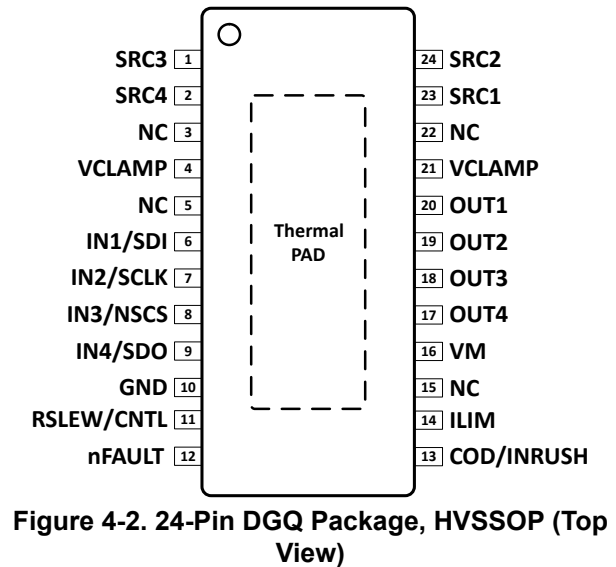 SRC3 1
SRC4 2
NC 3
VCLAMP 4
NC 5
IN1/SDI 6
IN2/SCLK 7
IN3/NSCS 8
IN4/SDO 9
GND 10
RSLEW/CNTL 11
nFAULT 12
Thermal
PAD
24 SRC2
23 SRC1
22 NC
21 VCLAMP
20 OUT1
19 OUT2
18 OUT3
17 OUT4
16 VM
15 NC
14 ILIM
13 COD/INRUSH
Figure 4-2. 24-Pin DGQ Package, HVSSOP (Top
View)